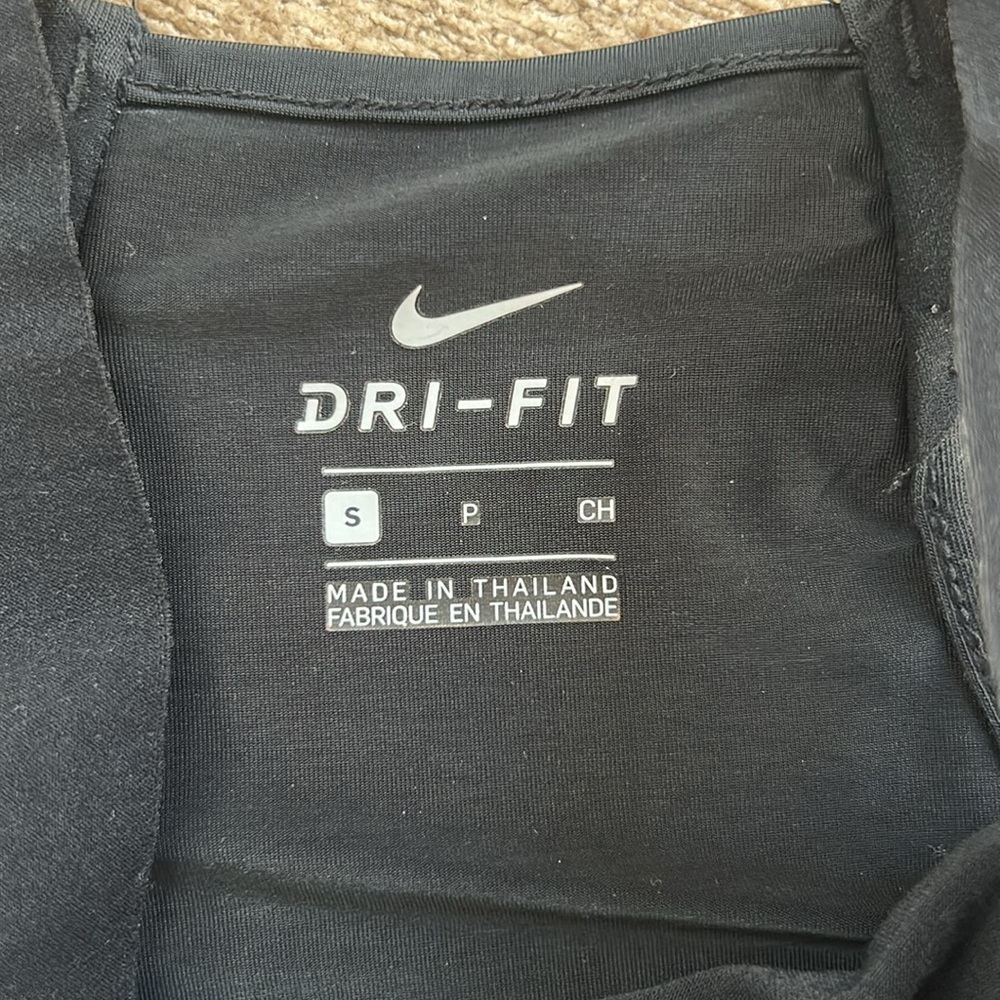 DRI-FIT
S P CH
MADE IN THAILAND
FABRIQUE EN THAILANDE